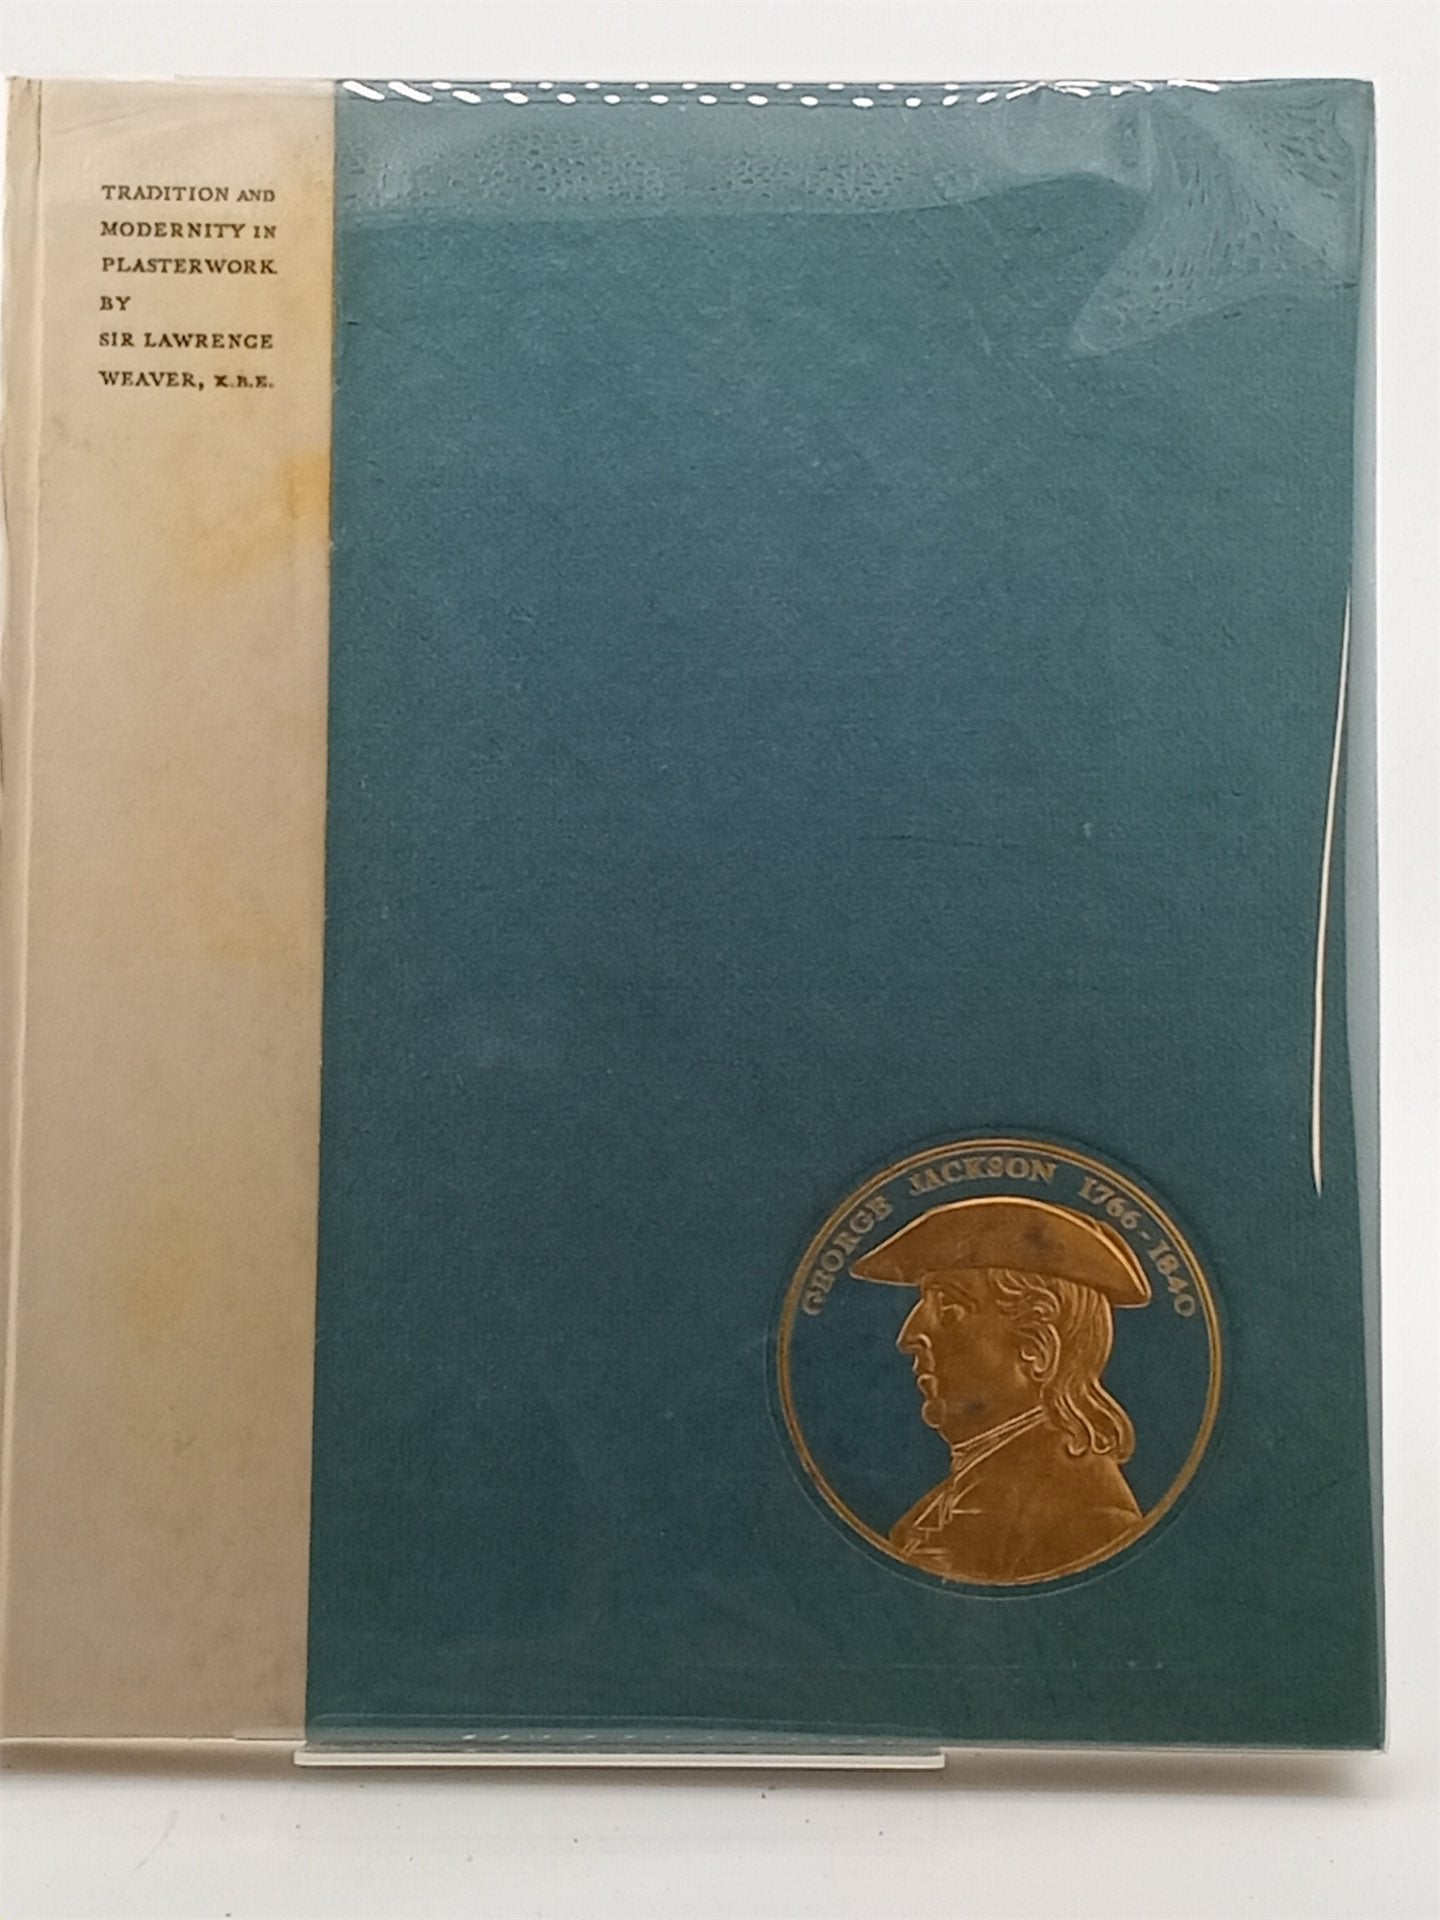 TRADITION AND
MODERNITY IN
PLASTERWORK
BY
SIR LAWRENCE
WEAVER, K.B.E.
GEORGE JACKSON 1766-1840